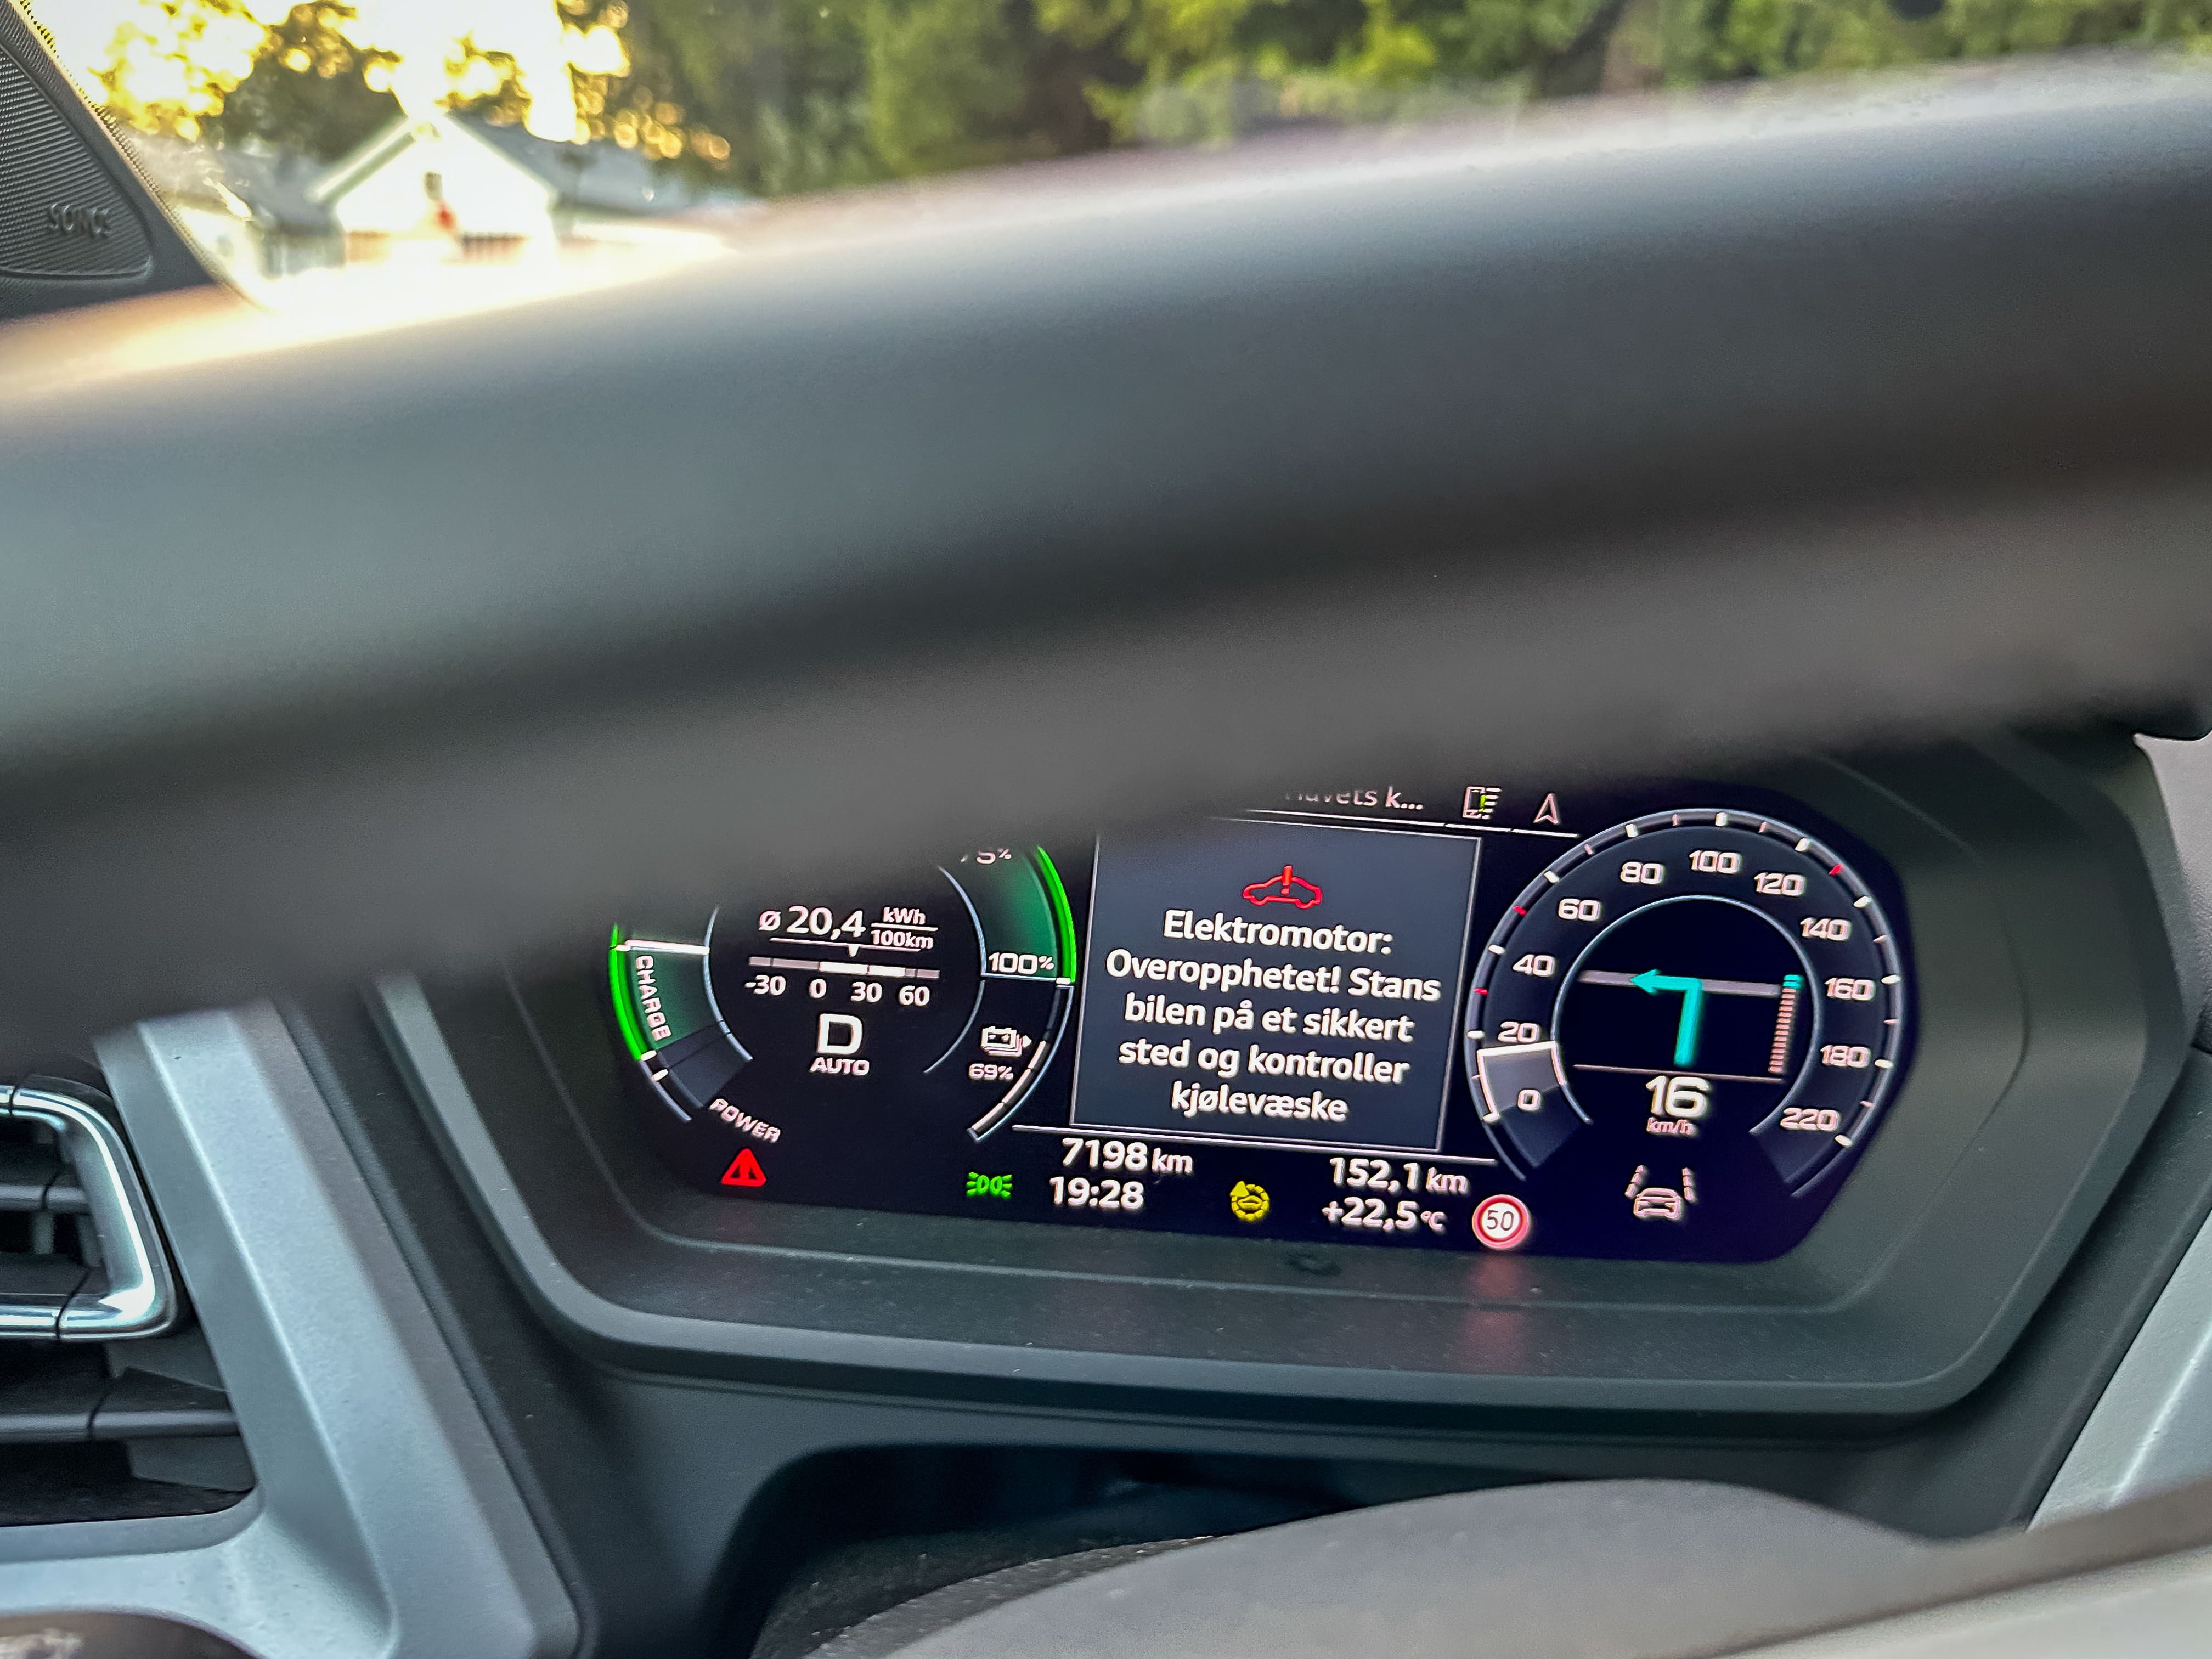 SONOS
k...
75%
ø 20,4 kWh
100km
-30 0 30 60
100%
CHARGE
D
AUTO
69%
POWER
Elektromotor:
Overopphetet! Stans
bilen på et sikkert
sted og kontroller
kjølevæske
0
20
40
60
80
100
120
140
160
180
220
16
km/h
7198 km
19:28
152,1 km
+22,5 °C
50